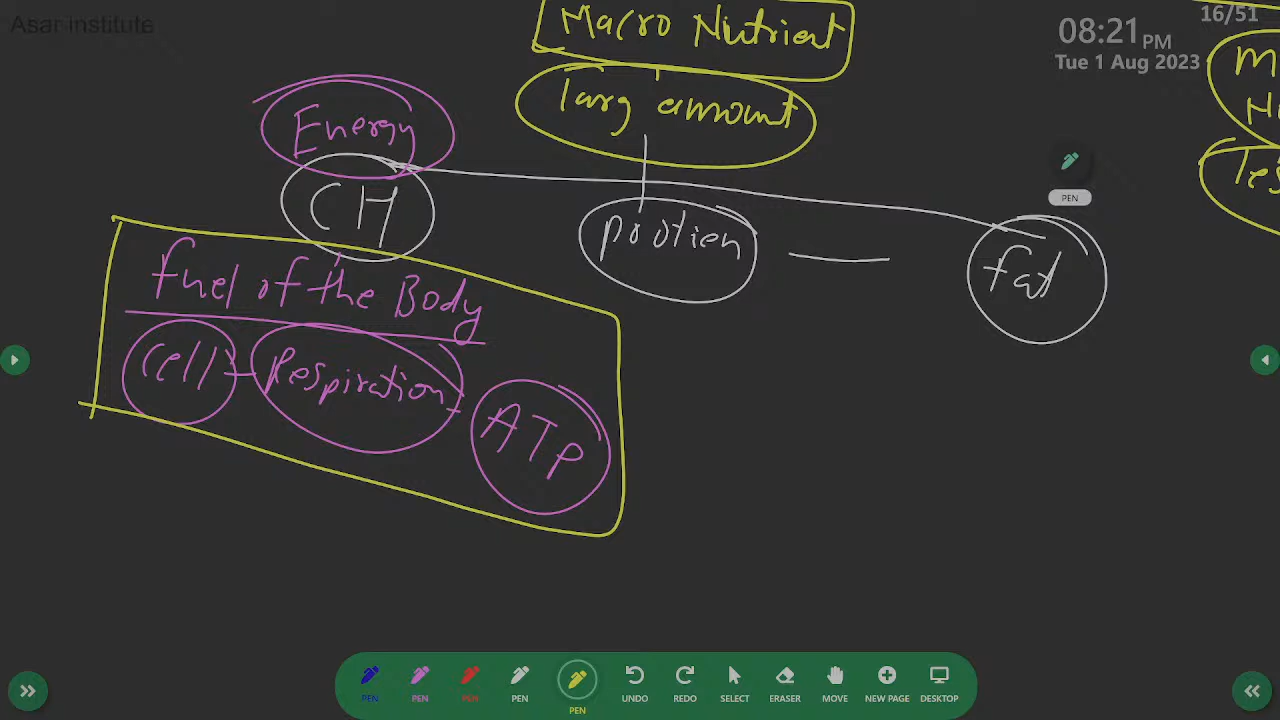 Asar institute
16/51
08:21 PM
Tue 1 Aug 2023
Macro Nutrient
larg amount
Energy
CH
protien
fat
fuel of the Body
Cell - Respiration - ATP
PEN
PEN
PEN
PEN
PEN
PEN
UNDO
REDO
SELECT
ERASER
MOVE
NEW PAGE
DESKTOP